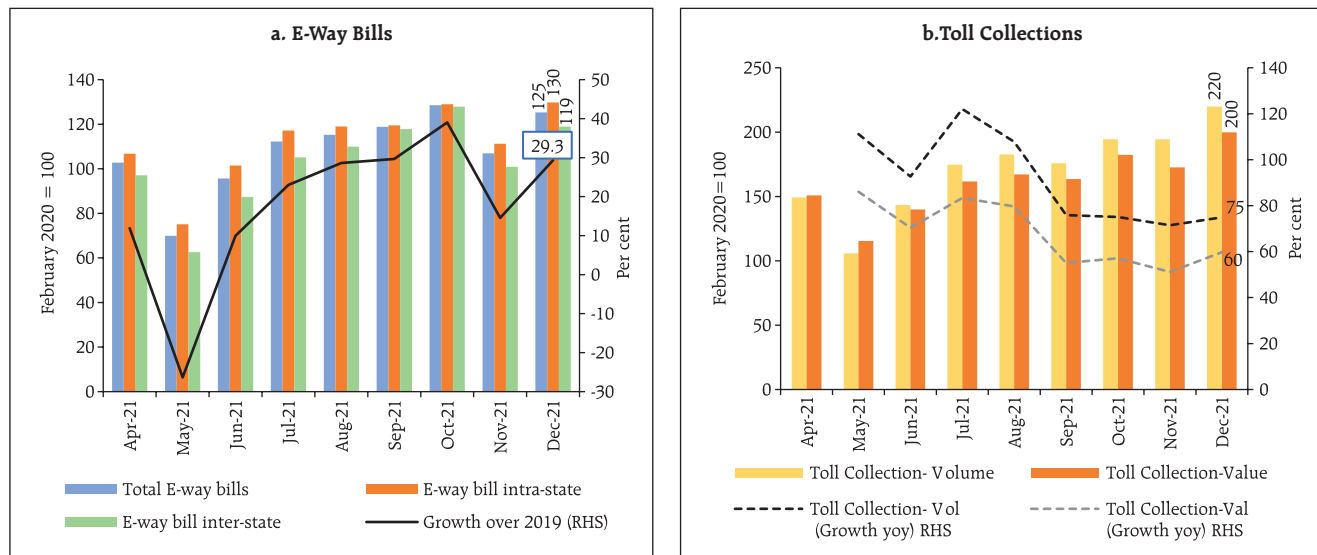 a. E-Way Bills
February 2020 = 100
140
120
100
80
60
40
20
0
125
130
119
29.3
50
40
30
20
10
-0
-10
-20
-30
Per cent
Apr-21
May-21
Jun-21
Jul-21
Aug-21
Sep-21
Oct-21
Nov-21
Dec-21
Total E-way bills
E-way bill intra-state
E-way bill inter-state
Growth over 2019 (RHS)
b.Toll Collections
February 2020=100
250
200
150
100
50
0
220
200
75
60
140
120
100
80
60
40
20
0
Per cent
Apr-21
May-21
Jun-21
Jul-21
Aug-21
Sep-21
Oct-21
Nov-21
Dec-21
Toll Collection- Volume
Toll Collection-Value
Toll Collection- Vol
(Growth yoy) RHS
Toll Collection-Val
(Growth yoy) RHS